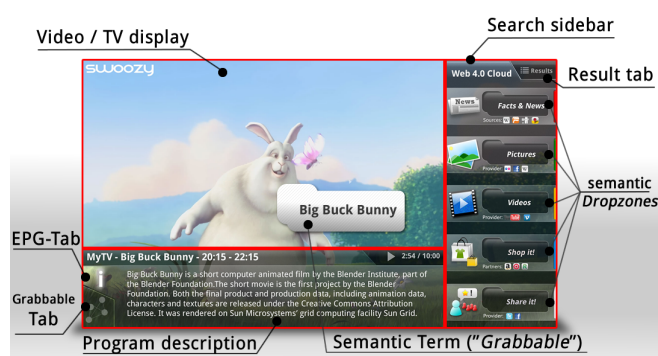 Search sidebar
Video / TV display
swoozy
Web 4.0 Cloud
Results
Result tab
News
Facts & News
Sources:
Pictures
Provider:
semantic
Dropzones
Videos
Provider:
Big Buck Bunny
EPG-Tab
MyTV - Big Buck Bunny - 20:15 - 22:15
2:54 / 10:00
Shop it!
Partners:
i
Big Buck Bunny is a short computer animated film by the Blender Institute, part of
the Blender Foundation.The short movie is the first project by the Blender
Foundation. Both the final product and production data, including animation data,
characters and textures are released under the Creative Commons Attribution
License. It was rendered on Sun Microsystems' grid computing facility Sun Grid.
Grabbable
Tab
Share it!
Provider:
Program description
Semantic Term ("Grabbable")